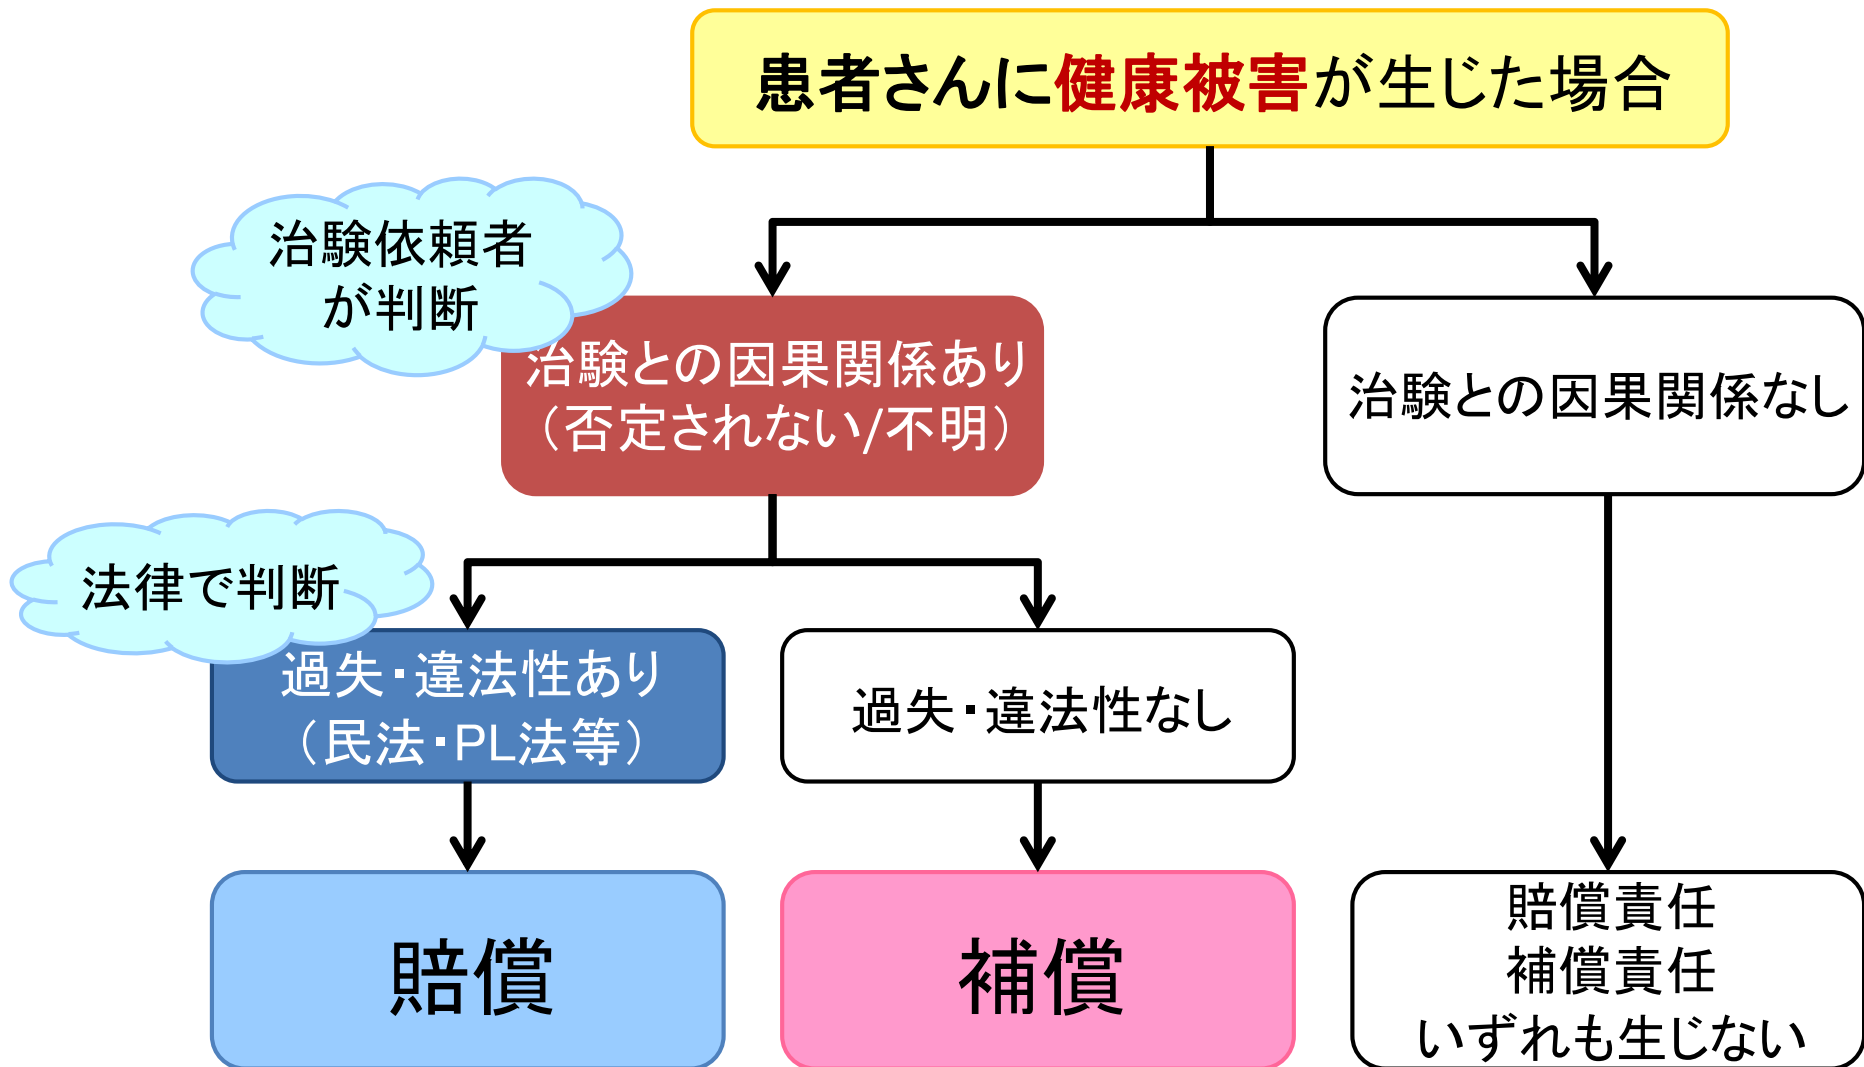 患者さんに健康被害が生じた場合
治験依頼者
が判断
治験との因果関係あり
（否定されない/不明）
治験との因果関係なし
法律で判断
過失・違法性あり
（民法・PL法等）
過失・違法性なし
賠償
補償
賠償責任
補償責任
いずれも生じない